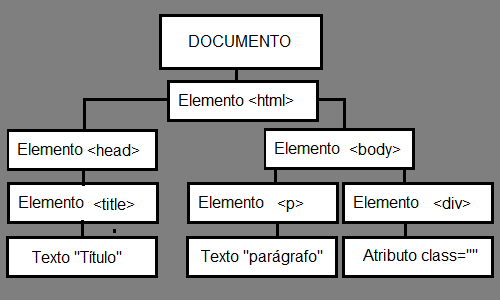 DOCUMENTO
Elemento <html>
Elemento <head>
Elemento <body>
Elemento <title>
Elemento <p>
Elemento <div>
Texto "Título"
Texto "parágrafo"
Atributo class=""